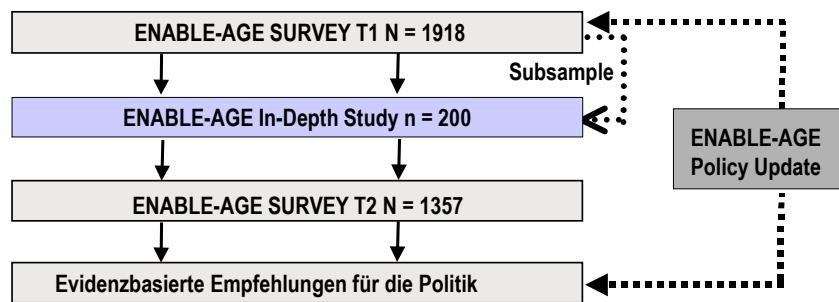 ENABLE-AGE SURVEY T1 N = 1918
Subsample
ENABLE-AGE In-Depth Study n = 200
ENABLE-AGE
Policy Update
ENABLE-AGE SURVEY T2 N = 1357
Evidenzbasierte Empfehlungen für die Politik